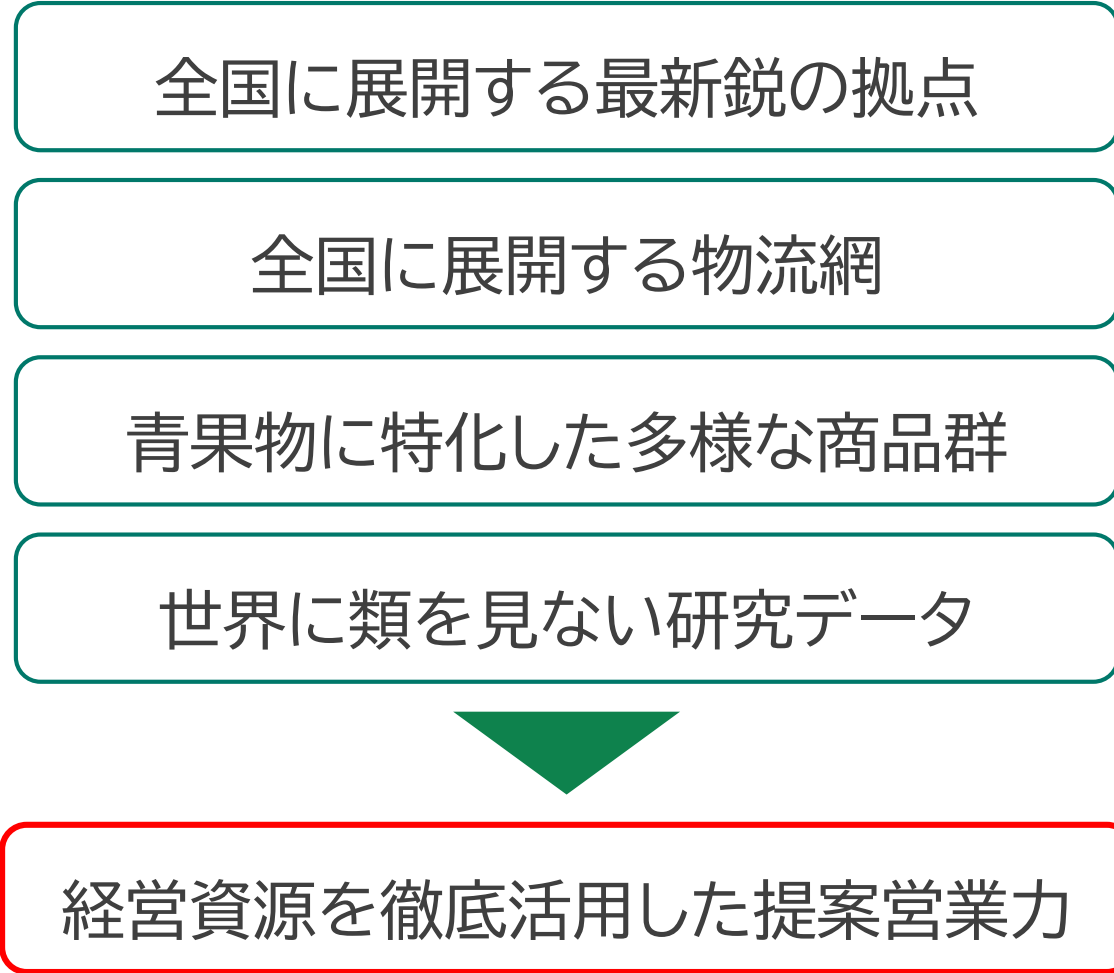 全国に展開する最新鋭の拠点
全国に展開する物流網
青果物に特化した多様な商品群
世界に類を見ない研究データ
経営資源を徹底活用した提案営業力